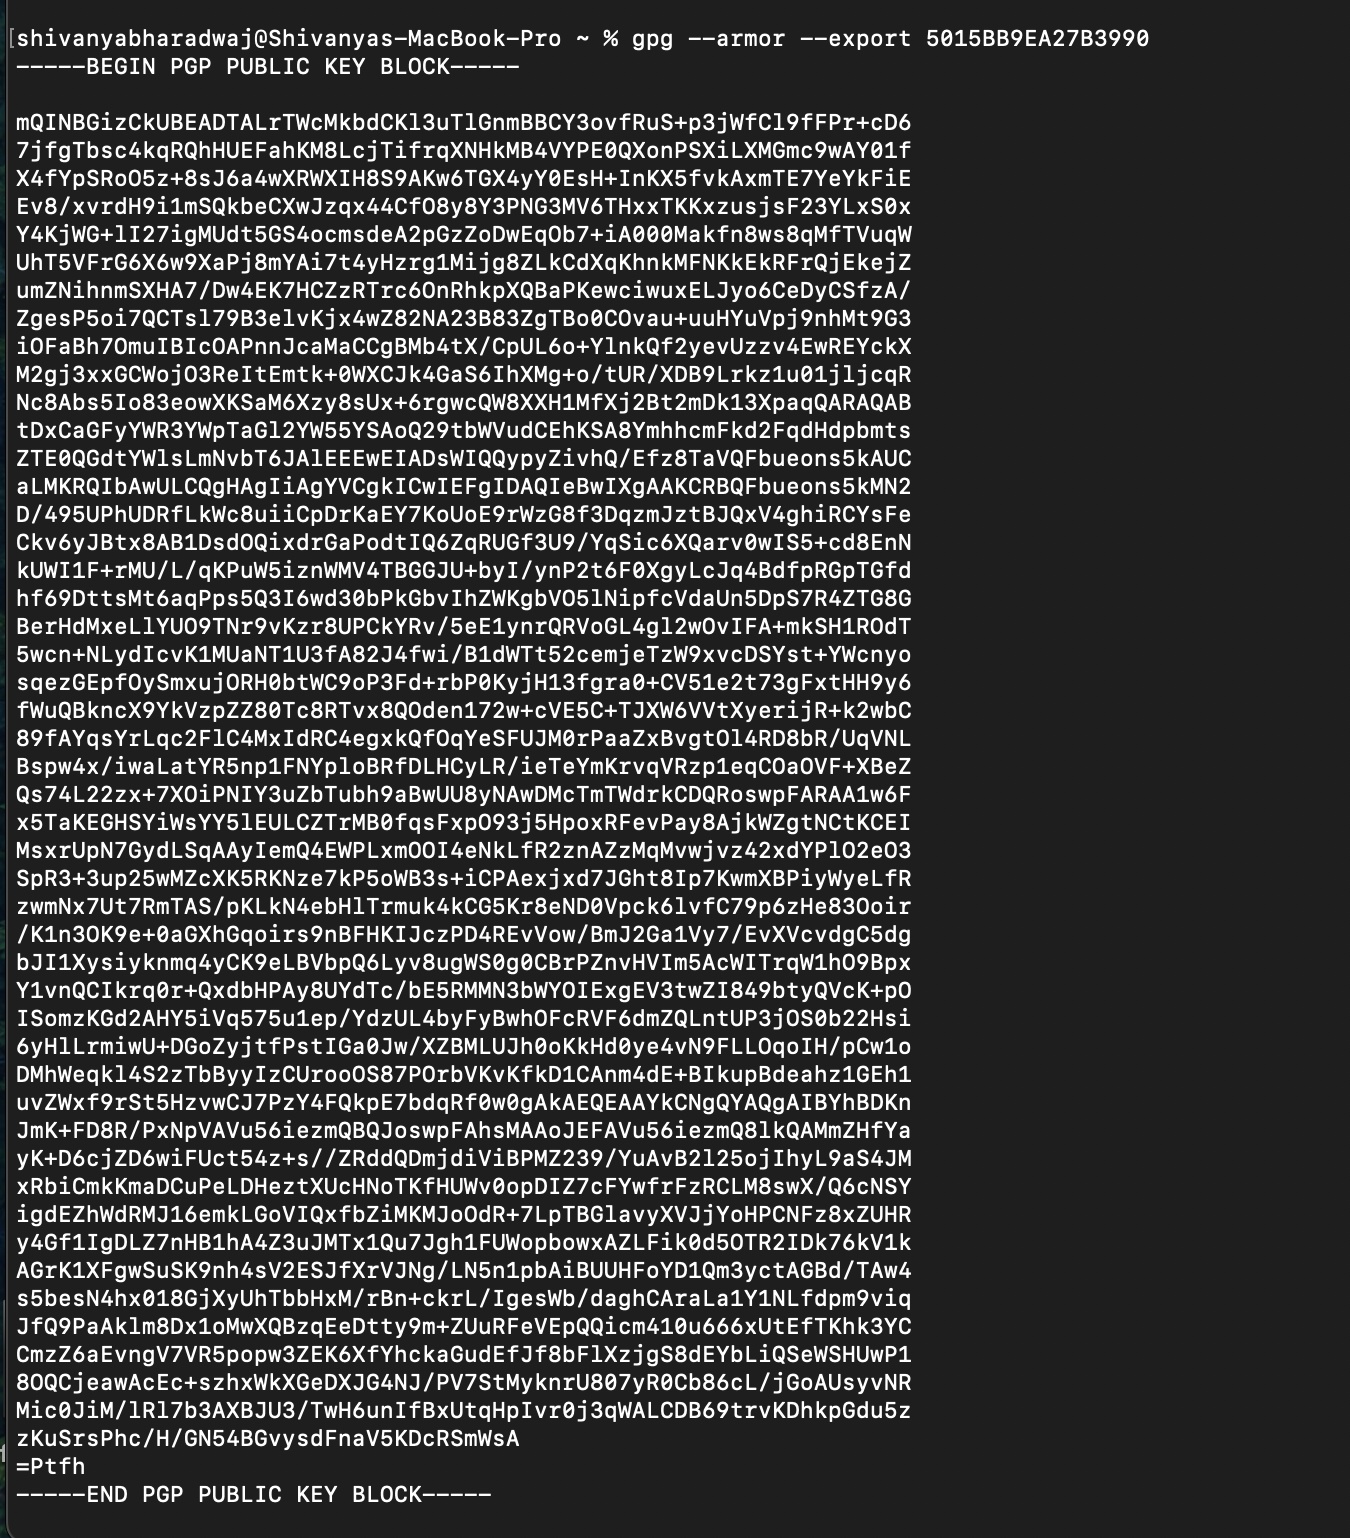 [shivanyabharadwaj@Shivanyas-MacBook-Pro ~ % gpg --armor --export 5015BB9EA27B3990
-----BEGIN PGP PUBLIC KEY BLOCK-----

mQINBGizCkUBEADTALrTWcMkbdCKl3uTlGnmBBCY3ovfRuS+p3jWfCl9fFPr+cD6
7jfgTbsc4kqRQhHUEFahKM8LcjTifrqXNHkMB4VYPE0QXonPSXiLXMGmc9wAY01f
X4fYpSRoO5z+8sJ6a4wXRWXIH8S9AKw6TGX4yY0EsH+InKX5fvkAxmTE7YeYkFiE
Ev8/xvrdH9i1mSQkbeCXwJzqx44CfO8y8Y3PNG3MV6THxxTKKxzusjsF23YLxS0x
Y4KjWG+lI27igMUdt5GS4ocmsdeA2pGzZoDwEqOb7+iA000Makfn8ws8qMfTVuqW
UhT5VFrG6X6w9XaPj8mYAi7t4yHzrg1Mijg8ZLkCdXqKhnkMFNKkEkRFrQjEkejZ
umZNihnmSXHA7/Dw4EK7HCZzRTrc6OnRhkpXQBaPKewciwuxELJyo6CeDyCSfzA/
ZgesP5oi7QCTsl79B3elvKjx4wZ82NA23B83ZgTBo0COvau+uuHYuVpj9nhMt9G3
iOFaBh7OmuIBIcOAPnnJcaMaCCgBMb4tX/CpUL6o+YlnkQf2yevUzzv4EwREYckX
M2gj3xxGCWojO3ReItEmtk+0WXCJk4GaS6IhXMg+o/tUR/XDB9Lrkz1u01jljcqR
Nc8Abs5Io83eowXKSaM6Xzy8sUx+6rgwcQW8XXH1MfXj2Bt2mDk13XpaqQARAQAB
tDxCaGFyYWR3YWpTaGl2YW55YSAoQ29tbWVudCEhKSA8YmhhcmFkd2FqdHdpbmts
ZTE0QGdtYWlsLmNvbT6JAlEEEwEIADsWIQQypyZivhQ/Efz8TaVQFbueons5kAUC
aLMKRQIbAwULCQgHAgIiAgYVCgkICwIEFgIDAQIeBwIXgAAKCRBQFbueons5kMN2
D/495UPhUDRfLkWc8uiiCpDrKaEY7KoUoE9rWzG8f3DqzmJztBJQxV4ghiRCYsFe
Ckv6yJBtx8AB1DsdOQixdrGaPodtIQ6ZqRUGf3U9/YqSic6XQarv0wIS5+cd8EnN
kUWI1F+rMU/L/qKPuW5iznWMV4TBGGJU+byI/ynP2t6F0XgyLcJq4BdfpRGpTGfd
hf69DttsMt6aqPps5Q3I6wd30bPkGbvIhZWKgbVO5lNipfcVdaUn5DpS7R4ZTG8G
BerHdMxeLlYUO9TNr9vKzr8UPCkYRv/5eE1ynrQRVoGL4gl2wOvIFA+mkSH1ROdT
5wcn+NLydIcvK1MUaNT1U3fA82J4fwi/B1dWTt52cemjeTzW9xvcDSYst+YWcnyo
sqezGEpfOySmxujORH0btWC9oP3Fd+rbP0KyjH13fgra0+CV51e2t73gFxtHH9y6
fWuQBkncX9YkVzpZZ80Tc8RTvx8QOden172w+cVE5C+TJXW6VVtXyerijR+k2wbC
89fAYqsYrLqc2FlC4MxIdRC4egxkQfOqYeSFUJM0rPaaZxBvgtOl4RD8bR/UqVNL
Bspw4x/iwaLatYR5np1FNYploBRfDLHCyLR/ieTeYmKrvqVRzp1eqCOaOVF+XBeZ
Qs74L22zx+7XOiPNIY3uZbTubh9aBwUU8yNAwDMcTmTWdrkCDQRoswpFARAA1w6F
x5TaKEGHSYiWsYY5lEULCZTrMB0fqsFxpO93j5HpoxRFevPay8AjkWZgtNCtKCEI
MsxrUpN7GydLSqAAyIemQ4EWPLxmOOI4eNkLfR2znAZzMqMvwjvz42xdYPlO2eO3
SpR3+3up25wMZcXK5RKNze7kP5oWB3s+iCPAexjxd7JGht8Ip7KwmXBPiyWyeLfR
zwmNx7Ut7RmTAS/pKLkN4ebHlTrmuk4kCG5Kr8eND0Vpck6lvfC79p6zHe83Ooir
/K1n3OK9e+0aGXhGqoirs9nBFHKIJczPD4REvVow/BmJ2Ga1Vy7/EvXVcvdgC5dg
bJI1Xysiyknmq4yCK9eLBVbpQ6Lyv8ugWS0g0CBrPZnvHVIm5AcWITrqW1hO9Bpx
Y1vnQCIkrq0r+QxdbHPAy8UYdTc/bE5RMMN3bWYOIExgEV3twZI849btyQVcK+pO
ISomzKGd2AHY5iVq575u1ep/YdzUL4byFyBwhOFcRVF6dmZQLntUP3jOS0b22Hsi
6yHlLrmiwU+DGoZyjtfPstIGa0Jw/XZBMLUJh0oKkHd0ye4vN9FLLOqoIH/pCw1o
DMhWeqkl4S2zTbByyIzCUrooOS87POrbVKvKfkD1CAnm4dE+BIkupBdeahz1GEh1
uvZWxf9rSt5HzvwCJ7PzY4FQkpE7bdqRf0w0gAkAEQEAAYkCNgQYAQgAIBYhBDKn
JmK+FD8R/PxNpVAVu56iezmQBQJoswpFAhsMAAoJEFAVu56iezmQ8lkQAMmZHfYa
yK+D6cjZD6wiFUct54z+s//ZRddQDmjdiViBPMZ239/YuAvB2l25ojIhyL9aS4JM
xRbiCmkKmaDCuPeLDHeztXUcHNoTKfHUWv0opDIZ7cFYwfrFzRCLM8swX/Q6cNSY
igdEZhWdRMJ16emkLGoVIQxfbZiMKMJoOdR+7LpTBGlavyXVJjYoHPCNFz8xZUHR
y4Gf1IgDLZ7nHB1hA4Z3uJMTx1Qu7Jgh1FUWopbowxAZLFik0d5OTR2IDk76kV1k
AGrK1XFgwSuSK9nh4sV2ESJfXrVJNg/LN5n1pbAiBUUHFoYD1Qm3yctAGBd/TAw4
s5besN4hx018GjXyUhTbbHxM/rBn+ckrL/IgesWb/daghCAraLa1Y1NLfdpm9viq
JfQ9PaAklm8Dx1oMwXQBzqEeDtty9m+ZUuRFeVEpQQicm410u666xUtEfTKhk3YC
CmzZ6aEvngV7VR5popw3ZEK6XfYhckaGudEfJf8bFlXzjgS8dEYbLiQSeWSHUwP1
8OQCjeawAcEc+szhxWkXGeDXJG4NJ/PV7StMyknrU807yR0Cb86cL/jGoAUsyvNR
Mic0JiM/lRl7b3AXBJU3/TwH6unIfBxUtqHpIvr0j3qWALCDB69trvKDhkpGdu5z
zKuSrsPhc/H/GN54BGvysdFnaV5KDcRSmWsA
=Ptfh
-----END PGP PUBLIC KEY BLOCK-----